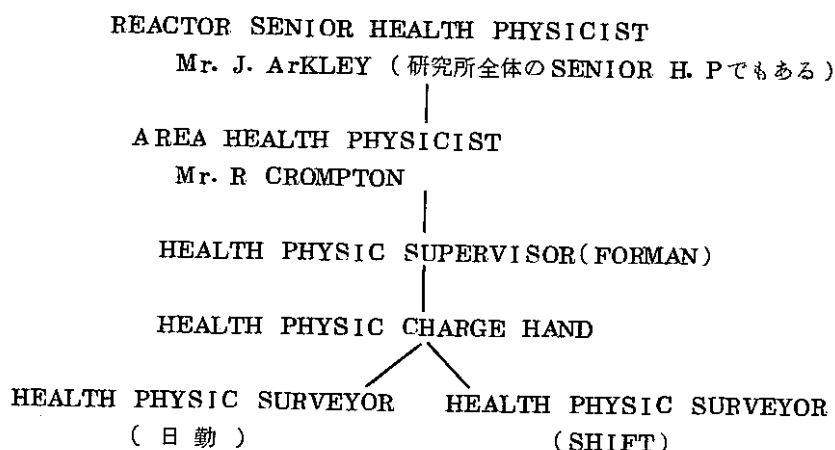 REACTOR SENIOR HEALTH PHYSICIST
Mr. J. ArKLEY (研究所全体のSENIOR H. Pでもある)
AREA HEALTH PHYSICIST
Mr. R CROMPTON
HEALTH PHYSIC SUPERVISOR(FORMAN)
HEALTH PHYSIC CHARGE HAND
HEALTH PHYSIC SURVEYOR HEALTH PHYSIC SURVEYOR
(日勤) (SHIFT)